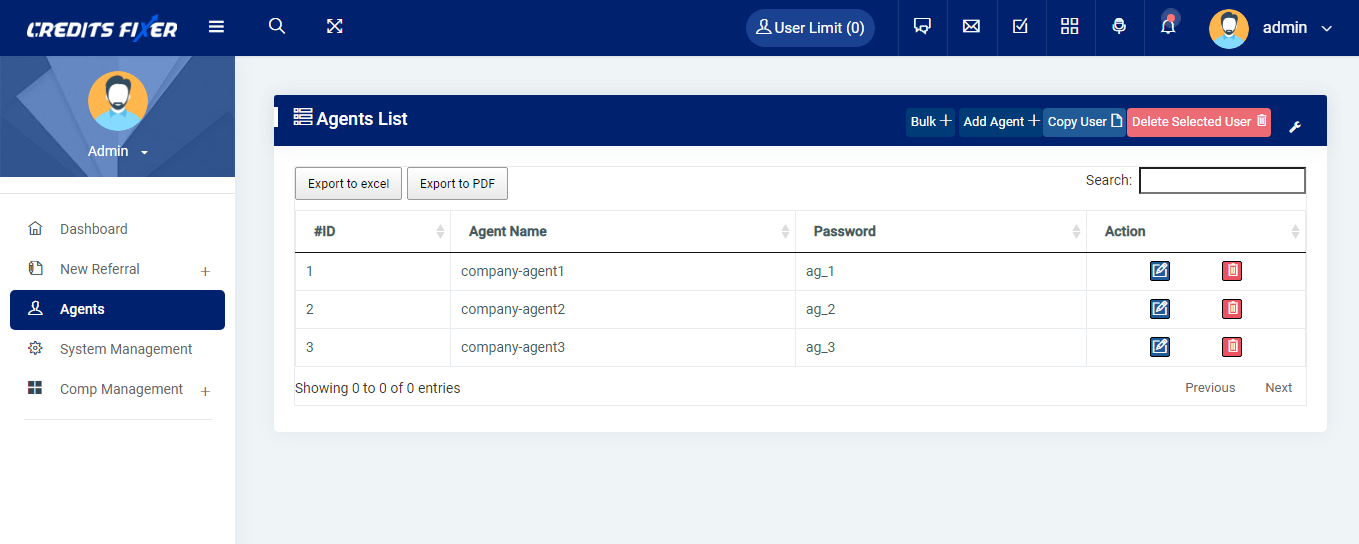 CREDITS FIXER
User Limit (0)
admin
Admin
Dashboard
New Referral
Agents
System Management
Comp Management
Agents List
Bulk
Add Agent
Copy User
Delete Selected User
Export to excel
Export to PDF
Search:
#ID Agent Name Password Action
1 company-agent1 ag_1
2 company-agent2 ag_2
3 company-agent3 ag_3
Showing 0 to 0 of 0 entries
Previous
Next